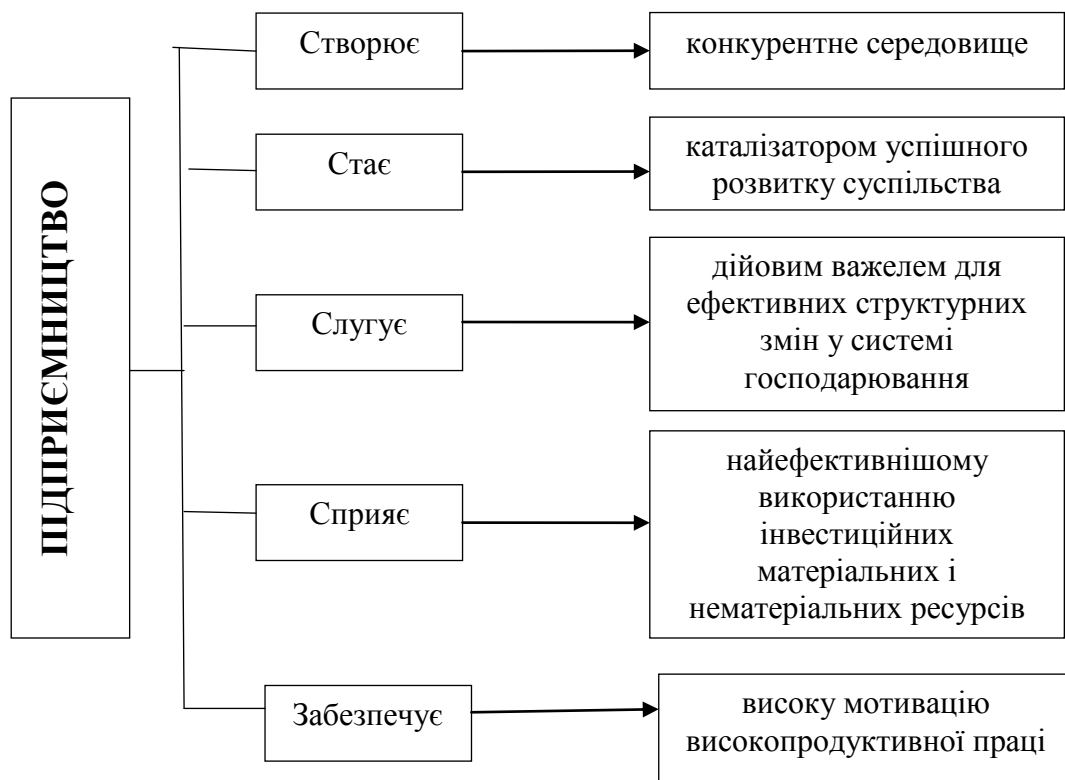 ПІДПРИЄМНИЦТВО
Створює
конкурентне середовище
Стає
каталізатором успішного
розвитку суспільства
Слугує
дійовим важелем для
ефективних структурних
змін у системі
господарювання
Сприяє
найефективнішому
використанню
інвестиційних
матеріальних і
нематеріальних ресурсів
Забезпечує
високу мотивацію
високопродуктивної праці